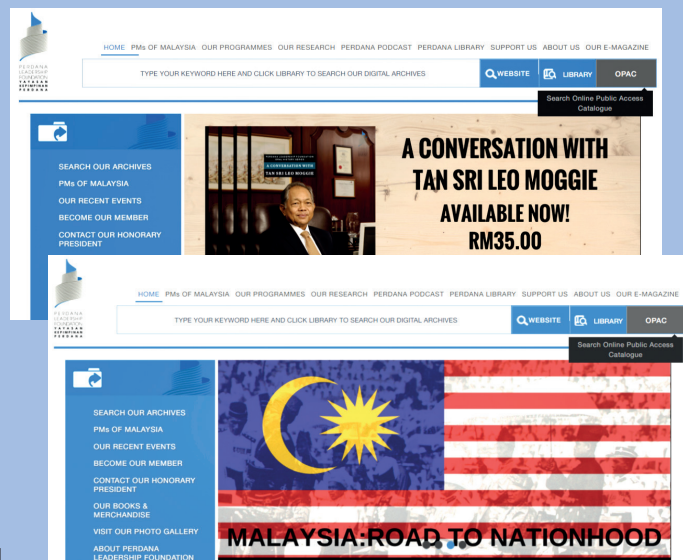 HOME PMs OF MALAYSIA OUR PROGRAMMES OUR RESEARCH PERDANA PODCAST PERDANA LIBRARY SUPPORT US ABOUT US OUR E-MAGAZINE
PERDANA
LEADERSHIP
FOUNDATION
YAYASAN
KEPIMPINAN
PERDANA
TYPE YOUR KEYWORD HERE AND CLICK LIBRARY TO SEARCH OUR DIGITAL ARCHIVES
WEBSITE LIBRARY OPAC
Search Online Public Access
Catalogue
SEARCH OUR ARCHIVES
PMs OF MALAYSIA
OUR RECENT EVENTS
BECOME OUR MEMBER
CONTACT OUR HONORARY
PRESIDENT
A CONVERSATION WITH
TAN SRI LEO MOGGIE
A CONVERSATION WITH
TAN SRI LEO MOGGIE
AVAILABLE NOW!
RM35.00
HOME PMs OF MALAYSIA OUR PROGRAMMES OUR RESEARCH PERDANA PODCAST PERDANA LIBRARY SUPPORT US ABOUT US OUR E-MAGAZINE
PERDANA
LEADERSHIP
FOUNDATION
YAYASAN
KEPIMPINAN
PERDANA
TYPE YOUR KEYWORD HERE AND CLICK LIBRARY TO SEARCH OUR DIGITAL ARCHIVES
WEBSITE LIBRARY OPAC
Search Online Public Access
Catalogue
SEARCH OUR ARCHIVES
PMs OF MALAYSIA
OUR RECENT EVENTS
BECOME OUR MEMBER
CONTACT OUR HONORARY
PRESIDENT
OUR BOOKS &
MERCHANDISE
VISIT OUR PHOTO GALLERY
ABOUT PERDANA
LEADERSHIP FOUNDATION
MALAYSIA:ROAD TO NATIONHOOD